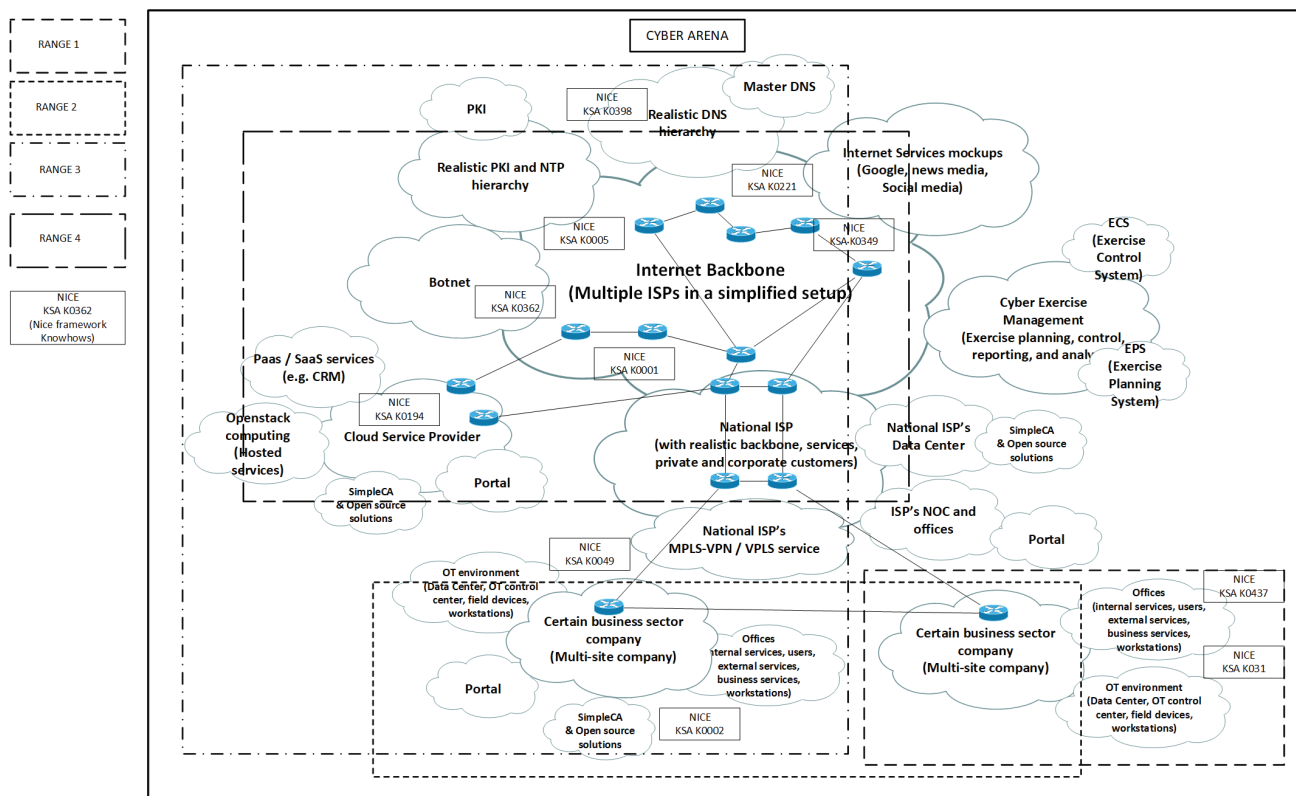 CYBER ARENA
RANGE 1
RANGE 2
RANGE 3
RANGE 4
NICE
KSA K0362
(Nice framework
Knowhows)
PKI
NICE
KSA K0398
Master DNS
Realistic DNS
hierarchy
Realistic PKI and NTP
hierarchy
Internet Services mockups
(Google, news media,
Social media)
NICE
KSA K0221
NICE
KSA K0005
NICE
KSA K0349
ECS
(Exercise
Control
System)
Botnet
Internet Backbone
(Multiple ISPs in a simplified setup)
NICE
KSA K0362
Cyber Exercise
Management
(Exercise planning, control,
reporting, and analy
EPS
(Exercise
Planning
System)
NICE
KSA K0001
Paas / SaaS services
(e.g. CRM)
NICE
KSA K0194
Openstack
computing
(Hosted
services)
Cloud Service Provider
National ISP
(with realistic backbone, services,
private and corporate customers)
National ISP's
Data Center
SimpleCA
& Open source
solutions
SimpleCA
& Open source
solutions
Portal
ISP's NOC and
offices
Portal
National ISP's
MPLS-VPN / VPLS service
NICE
KSA K0049
OT environment
(Data Center, OT control
center, field devices,
workstations)
Certain business sector
company
(Multi-site company)
Offices
nternal services, users,
external services,
business services,
workstations)
Portal
SimpleCA
& Open source
solutions
NICE
KSA K0002
Certain business sector
company
(Multi-site company)
NICE
KSA K0437
Offices
(internal services, users,
external services,
business services,
workstations)
NICE
KSA K031
OT environment
(Data Center, OT control
center, field devices,
workstations)